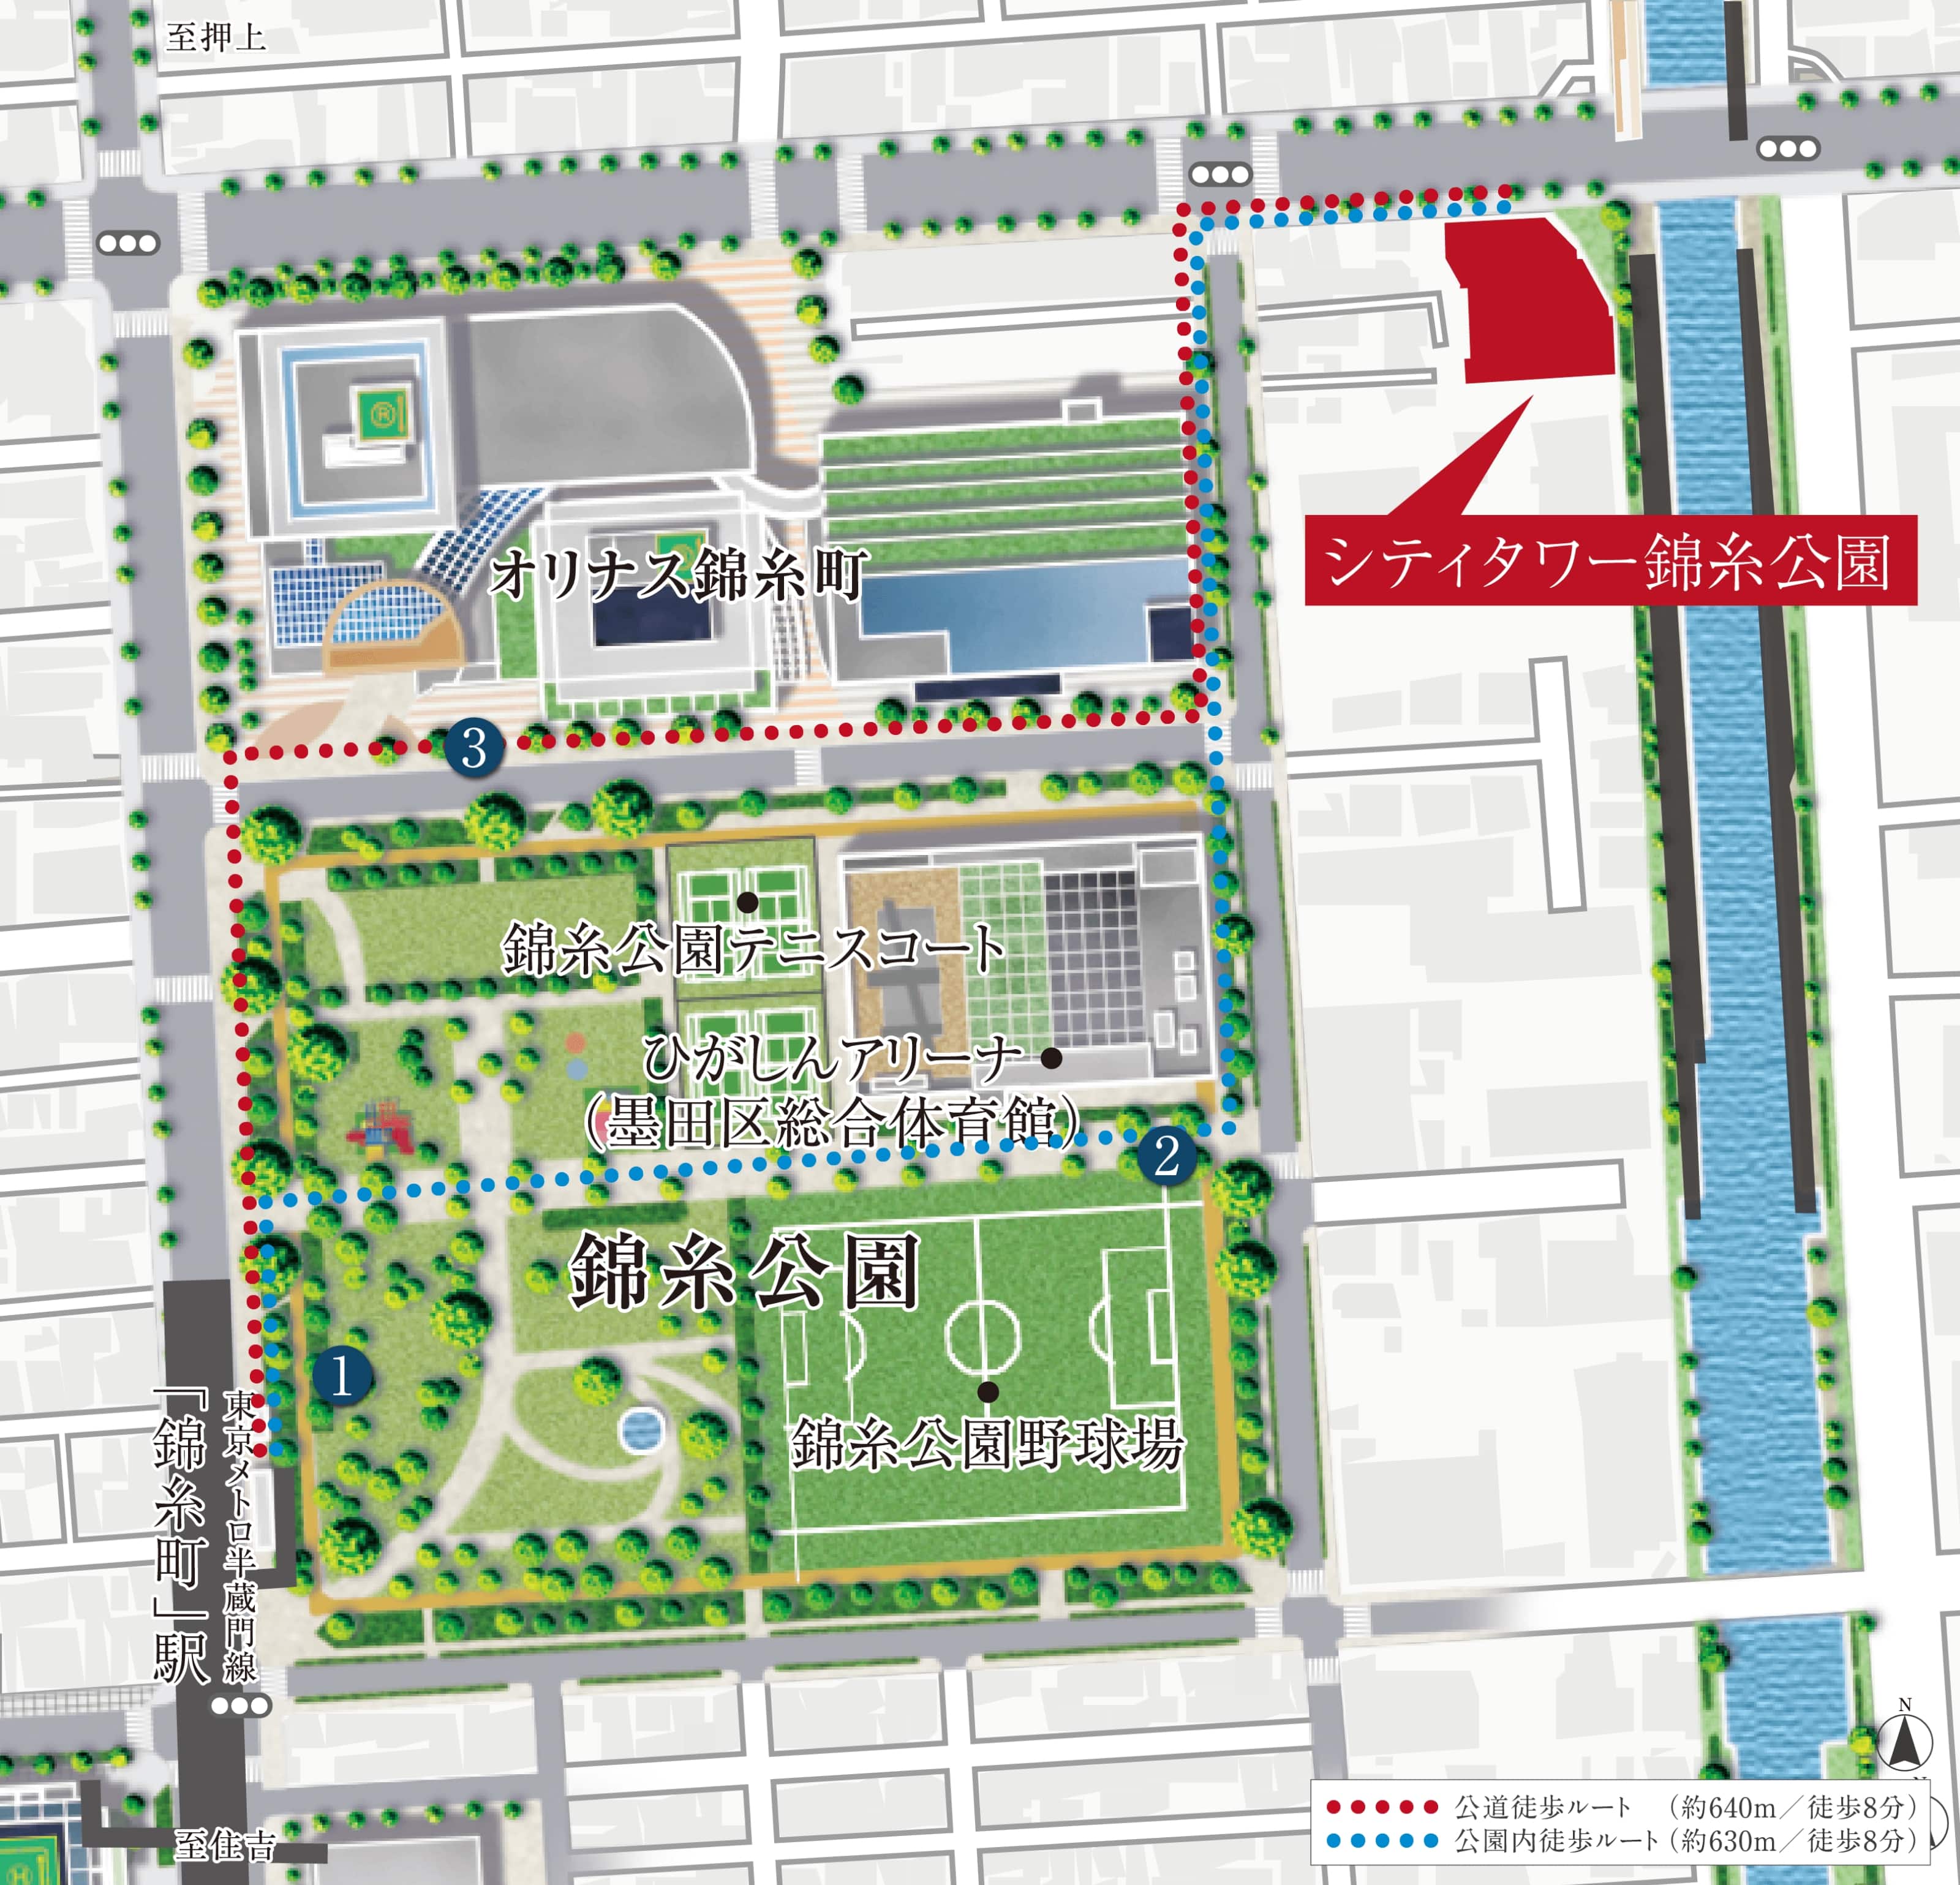 至押上
シティタワー錦糸公園
オリナス錦糸町
3
錦糸公園テニスコート
ひがしんアリーナ
（墨田区総合体育館）
2
錦糸公園
1
錦糸公園野球場
東京メトロ半蔵門線
「錦糸町」駅
至住吉
N
公道徒歩ルート （約640m／徒歩8分）
公園内徒歩ルート（約630m／徒歩8分）
R
H